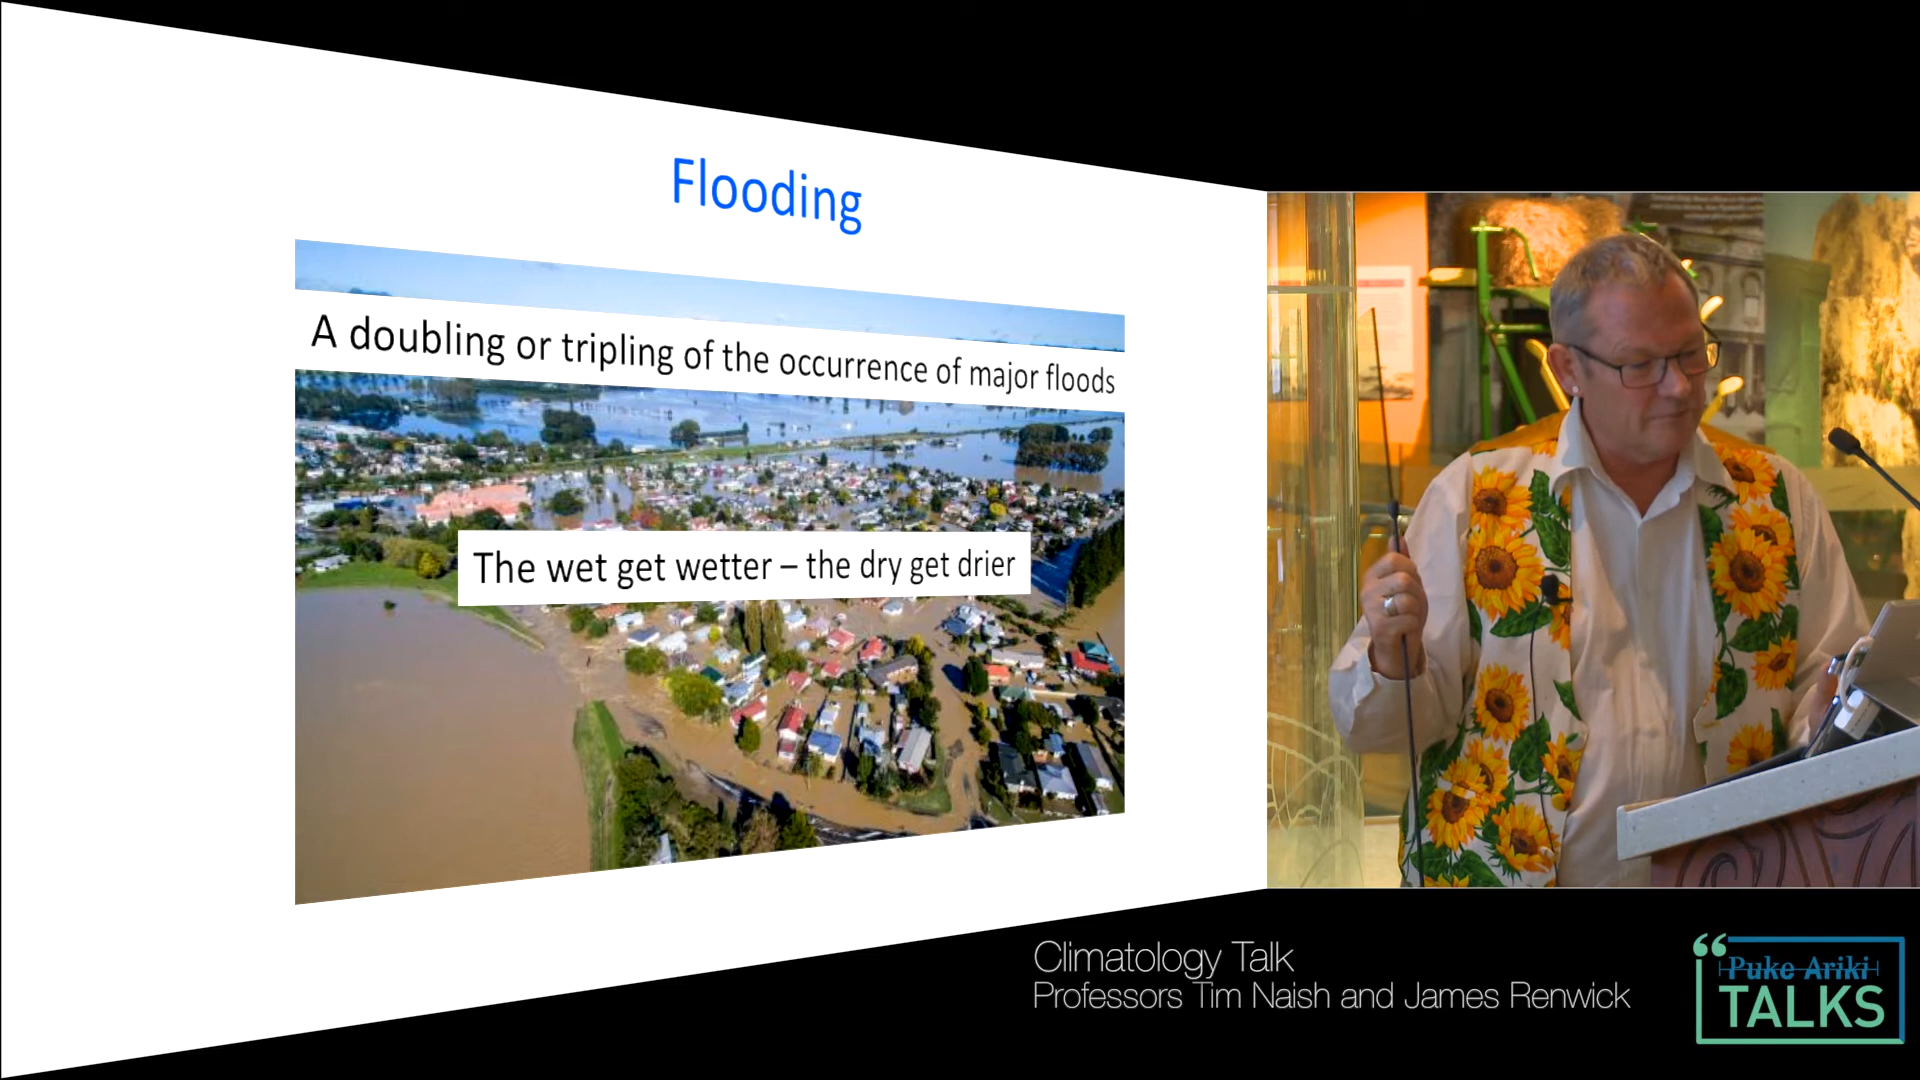 Flooding
A doubling or tripling of the occurrence of major floods
The wet get wetter – the dry get drier
Climatology Talk
Professors Tim Naish and James Renwick
Puke Ariki
TALKS